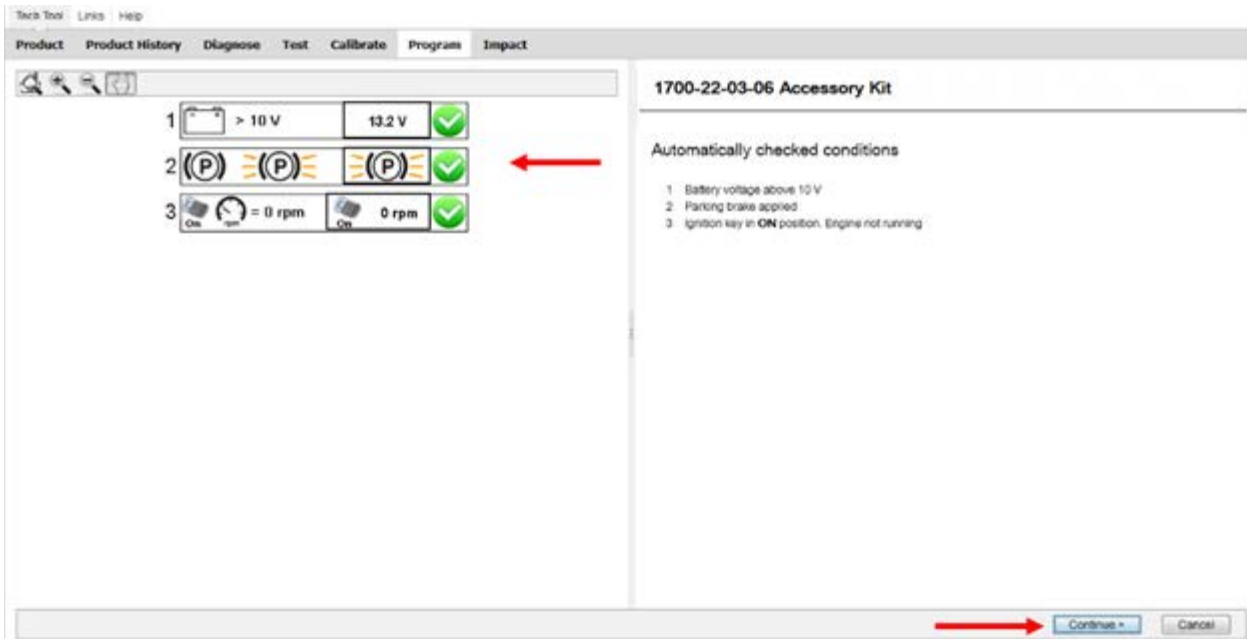 Tech Tool Links Help
Product Product History Diagnose Test Calibrate Program Impact
1 > 10 V 13.2 V
2 (P) (P) (P)
3 On rpm = 0 rpm On 0 rpm
1700-22-03-06 Accessory Kit
Automatically checked conditions
1 Battery voltage above 10 V
2 Parking brake applied
3 Ignition key in ON position. Engine not running
Continue » Cancel